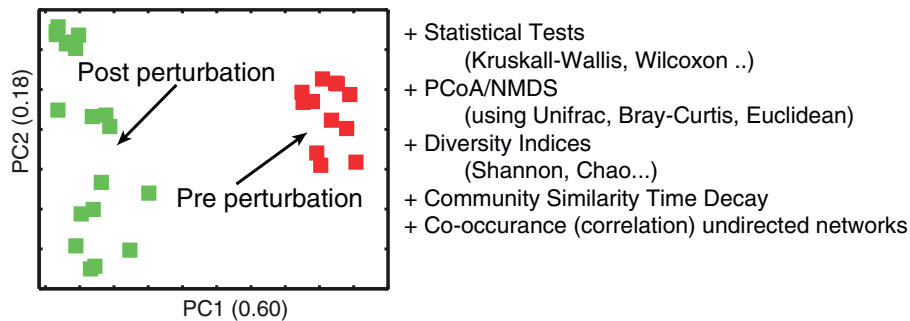 Post perturbation
Pre perturbation
PC2 (0.18)
PC1 (0.60)
+ Statistical Tests
(Kruskall-Wallis, Wilcoxon ..)
+ PCoA/NMDS
(using Unifrac, Bray-Curtis, Euclidean)
+ Diversity Indices
(Shannon, Chao...)
+ Community Similarity Time Decay
+ Co-occurance (correlation) undirected networks